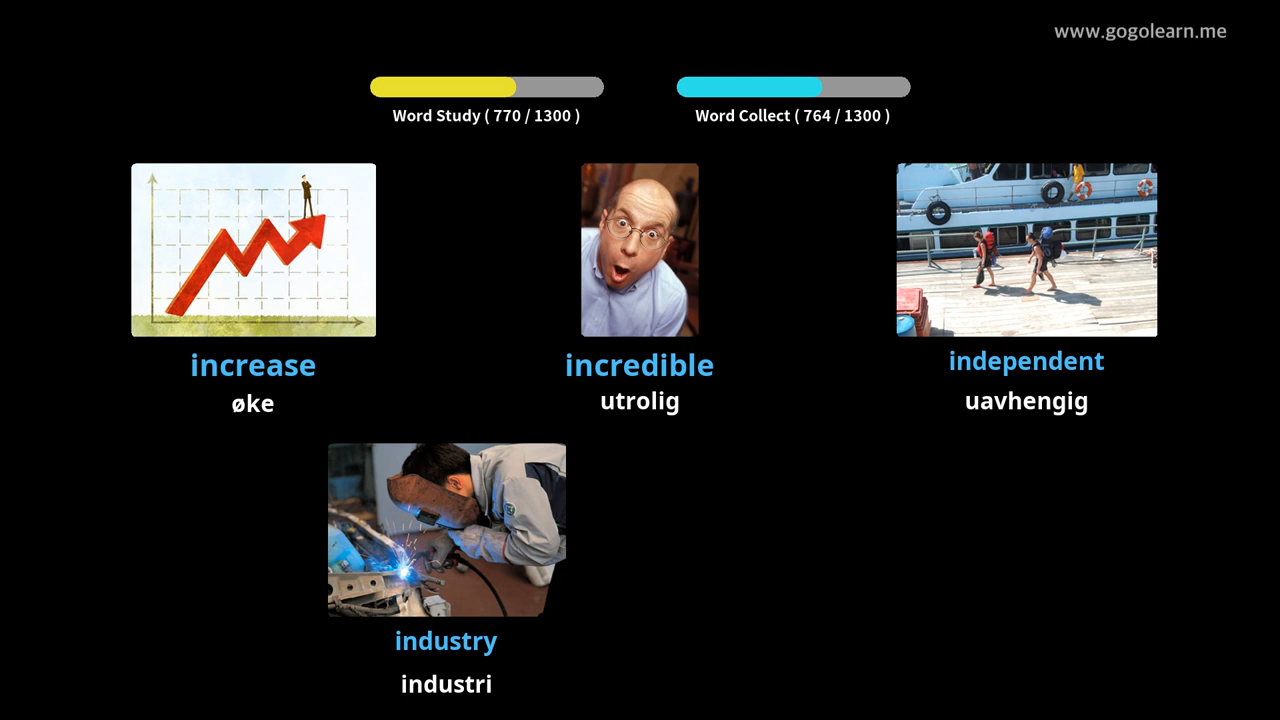 www.gogolearn.me
Word Study ( 770 / 1300 )
Word Collect ( 764 / 1300 )
increase
øke
incredible
utrolig
independent
uavhengig
industry
industri